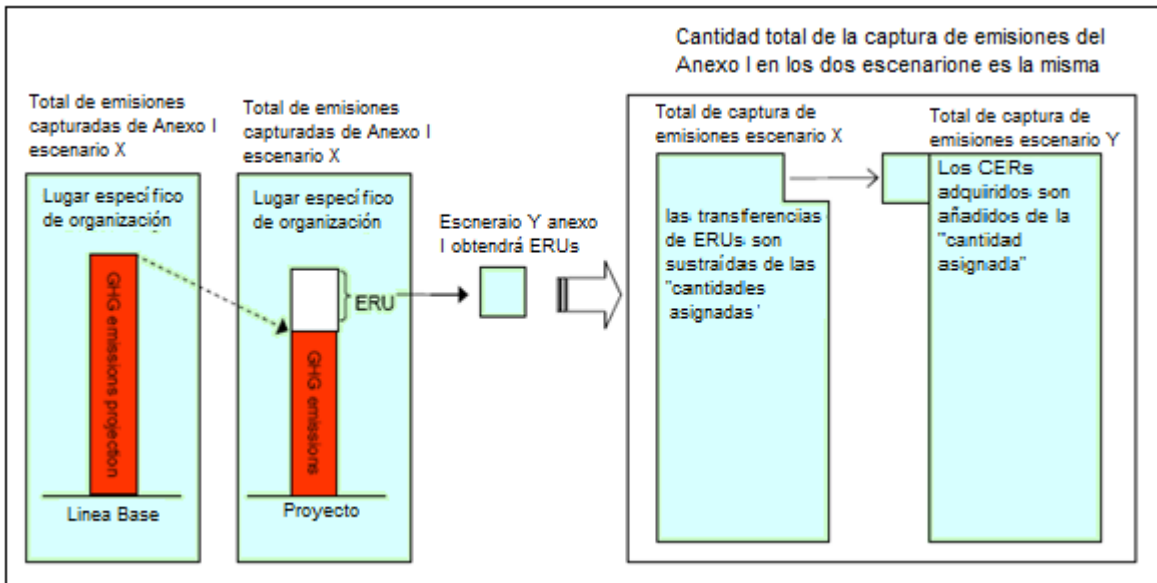 Cantidad total de la captura de emisiones del
Anexo I en los dos escenarione es la misma
Total de emisiones
capturadas de Anexo I
escenario X
Total de emisiones
capturadas de Anexo I
escenario X
Total de captura de
emisiones escenario X
Total de captura de
emisiones escenario Y
Lugar específico
de organización
Lugar específico
de organización
Escneraio Y anexo
I obtendrá ERUs
Los CERs
adquiridos son
añadidos de la
"cantidad
asignada"
las transferencias
de ERUs son
sustraídas de las
"cantidades
asignadas'
GHG emissions projection
GHG emissions
ERU
Linea Base
Proyecto